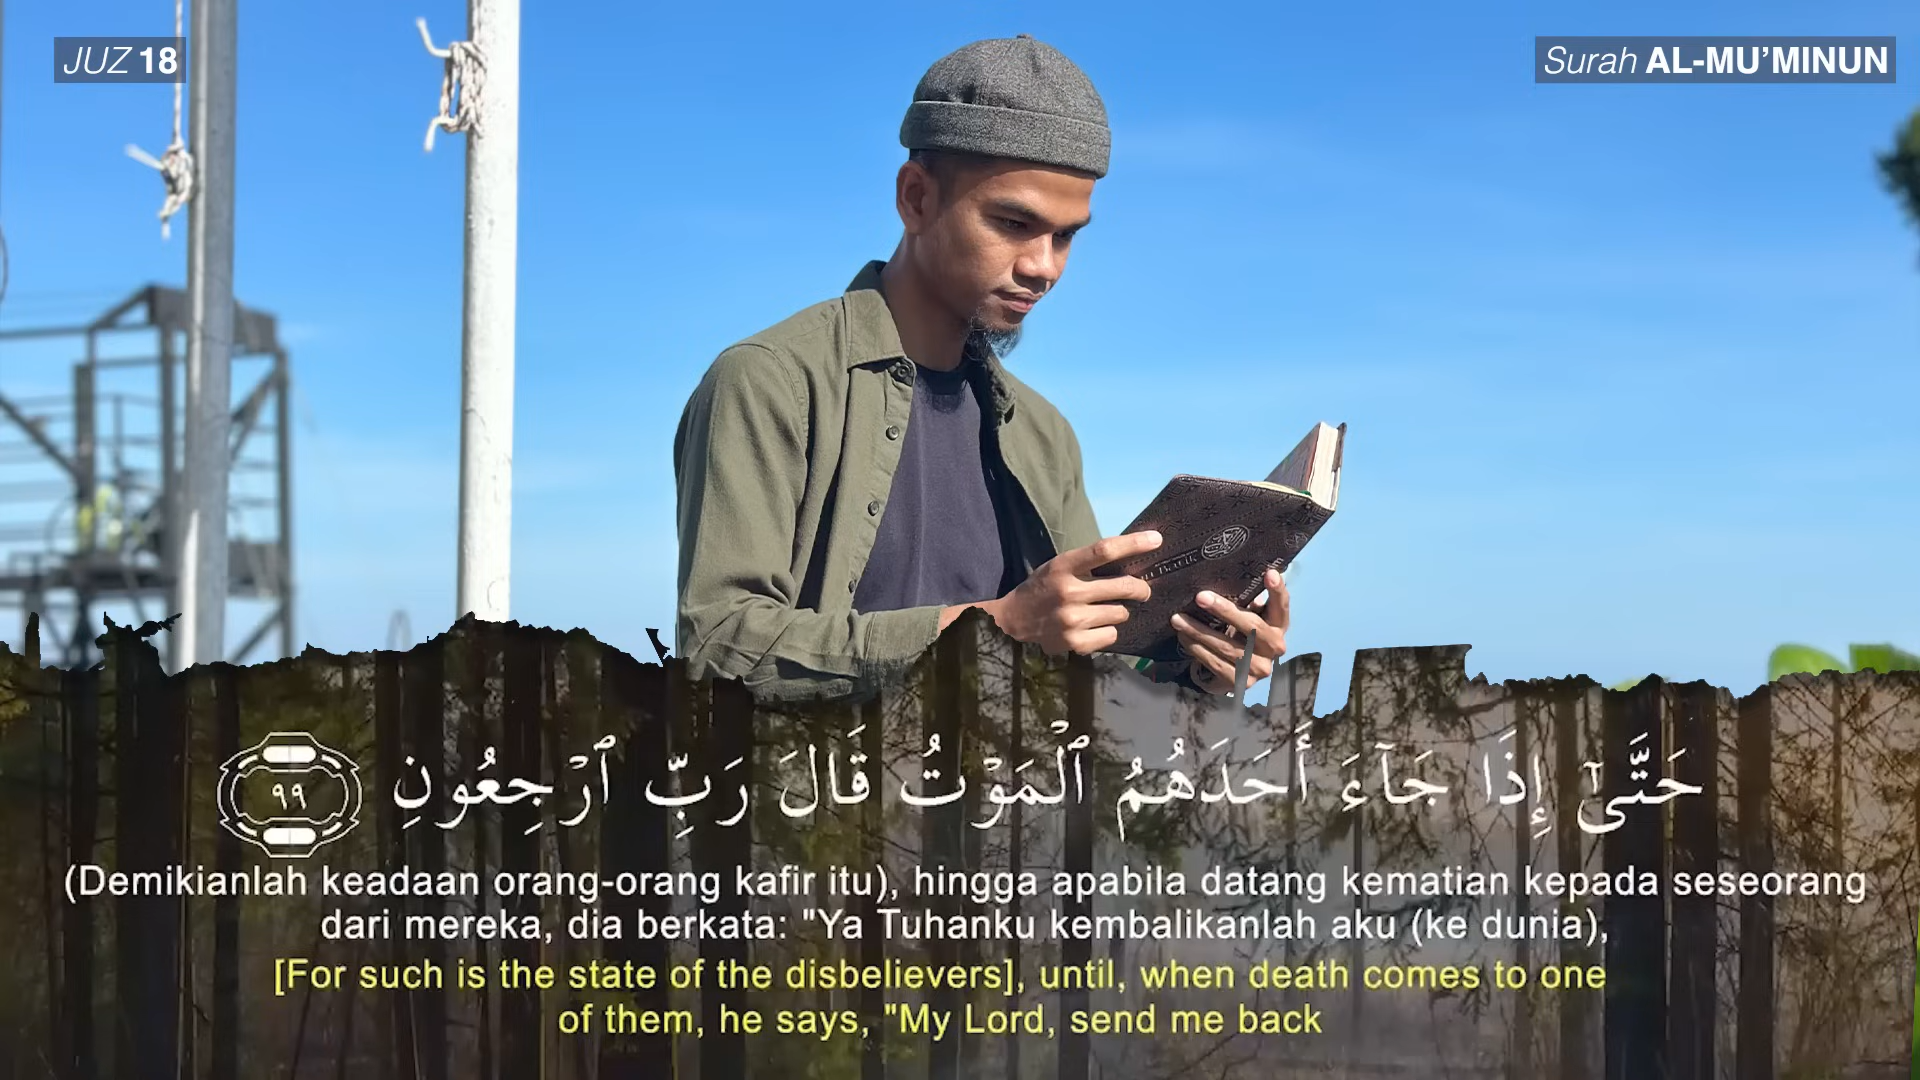 JUZ 18
Surah AL-MU’MINUN
حَتَّىٰٓ إِذَا جَآءَ أَحَدَهُمُ ٱلْمَوْتُ قَالَ رَبِّ ٱرْجِعُونِ ٩٩
(Demikianlah keadaan orang-orang kafir itu), hingga apabila datang kematian kepada seseorang
dari mereka, dia berkata: "Ya Tuhanku kembalikanlah aku (ke dunia),
[For such is the state of the disbelievers], until, when death comes to one
of them, he says, "My Lord, send me back